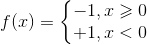 f(x) = { -1, x ⩾ 0
+1, x < 0